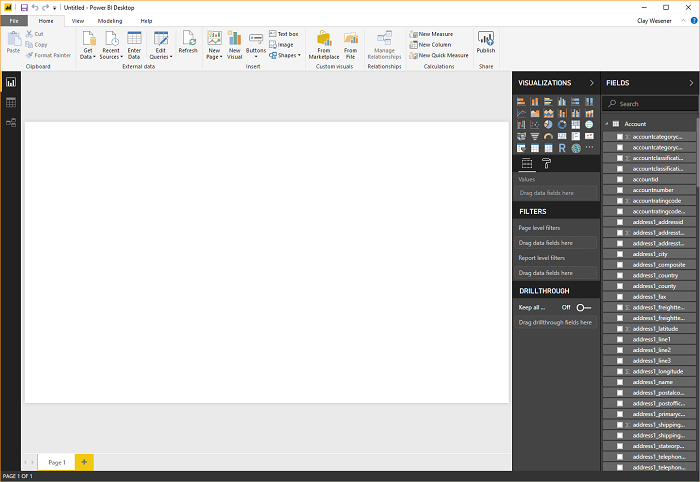 Untitled - Power BI Desktop
File Home View Modeling Help
Clay Wesener
Paste
Cut
Copy
Format Painter
Clipboard
Get Data
Recent Sources
Enter Data
Edit Queries
External data
Refresh
New Page
New Visual
Buttons
Text box
Image
Shapes
Insert
From Marketplace
From File
Custom visuals
Manage Relationships
Relationships
New Measure
New Column
New Quick Measure
Calculations
Publish
Share
VISUALIZATIONS
Values
Drag data fields here
FILTERS
Page level filters
Drag data fields here
Report level filters
Drag data fields here
DRILLTHROUGH
Keep all ... Off
Drag drillthrough fields here
FIELDS
Search
Account
accountcategoryc...
accountcategoryc...
accountclassificati...
accountclassificati...
accountid
accountnumber
accountratingcode
accountratingcode...
address1_addressid
address1_addresst...
address1_addresst...
address1_city
address1_composite
address1_country
address1_county
address1_fax
address1_freightte...
address1_freightte...
address1_latitude
address1_line1
address1_line2
address1_line3
address1_longitude
address1_name
address1_postalco...
address1_postoffic...
address1_primaryc...
address1_shipping...
address1_shipping...
address1_stateorp...
address1_telephon...
address1_telephon...
Page 1
PAGE 1 OF 1